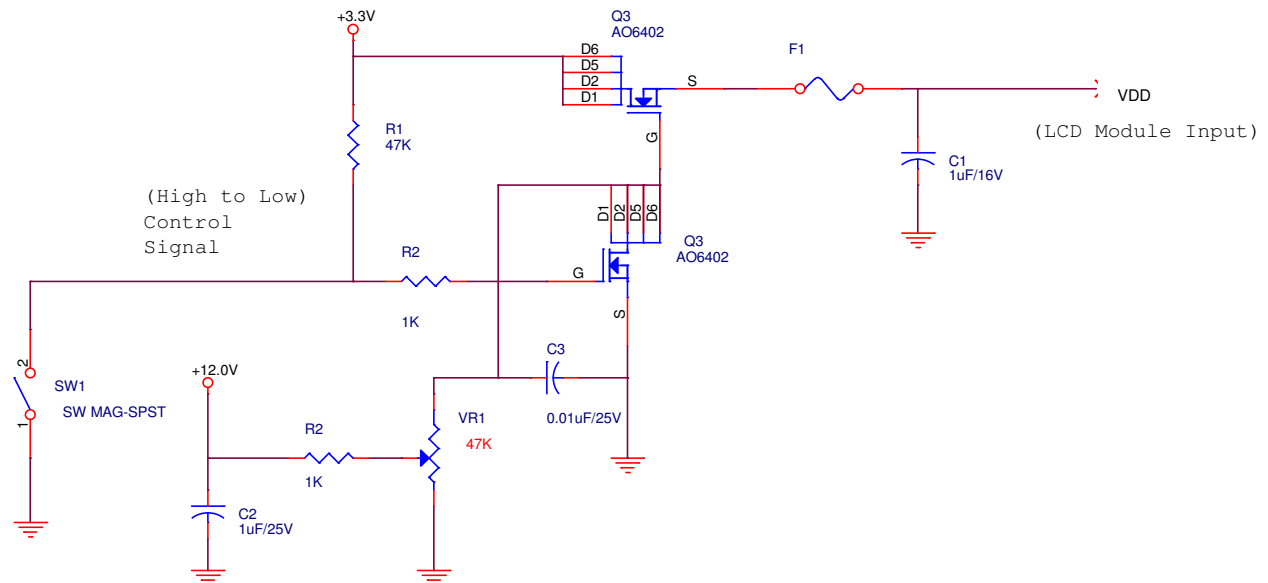 +3.3V
Q3
AO6402
D6
D5
D2
D1
S
G
F1
VDD
(LCD Module Input)
C1
1uF/16V
R1
47K
(High to Low)
Control
Signal
D1
D2
D5
D6
Q3
AO6402
G
S
R2
1K
2
1
SW1
SW MAG-SPST
+12.0V
C3
0.01uF/25V
VR1
47K
R2
1K
C2
1uF/25V